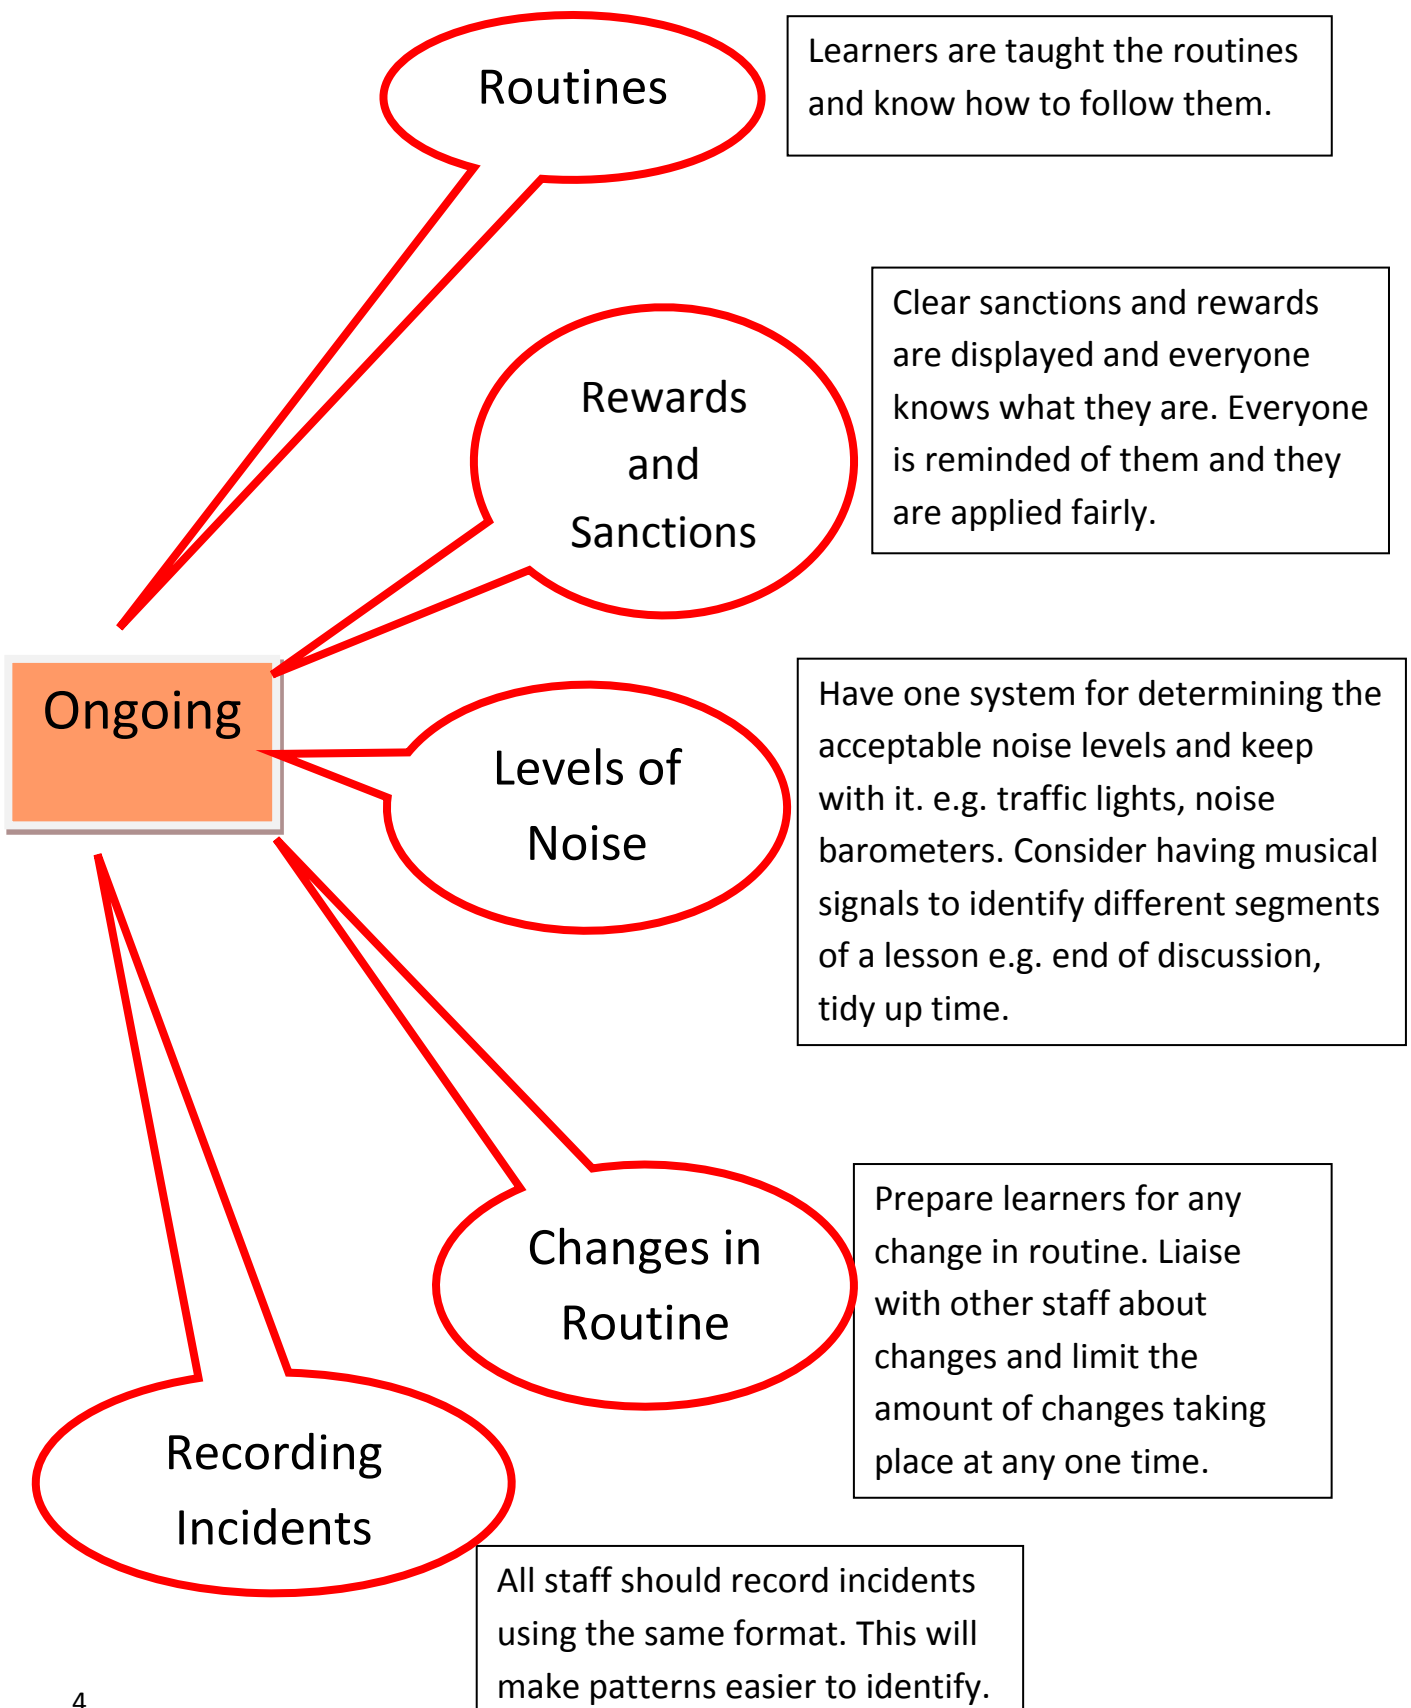 Routines
Learners are taught the routines
and know how to follow them.
Rewards
and
Sanctions
Clear sanctions and rewards
are displayed and everyone
knows what they are. Everyone
is reminded of them and they
are applied fairly.
Ongoing
Levels of
Noise
Have one system for determining the
acceptable noise levels and keep
with it. e.g. traffic lights, noise
barometers. Consider having musical
signals to identify different segments
of a lesson e.g. end of discussion,
tidy up time.
Changes in
Routine
Prepare learners for any
change in routine. Liaise
with other staff about
changes and limit the
amount of changes taking
place at any one time.
Recording
Incidents
All staff should record incidents
using the same format. This will
make patterns easier to identify.
4